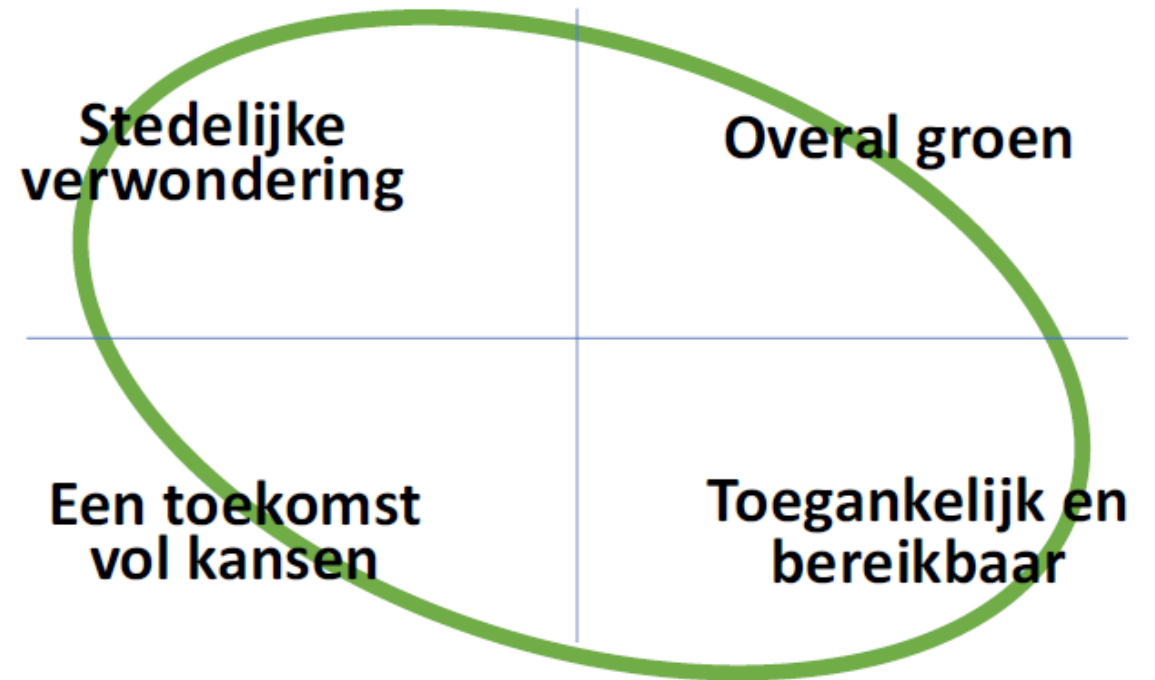 Stedelijke
verwondering
Overal groen
Een toekomst
vol kansen
Toegankelijk en
bereikbaar